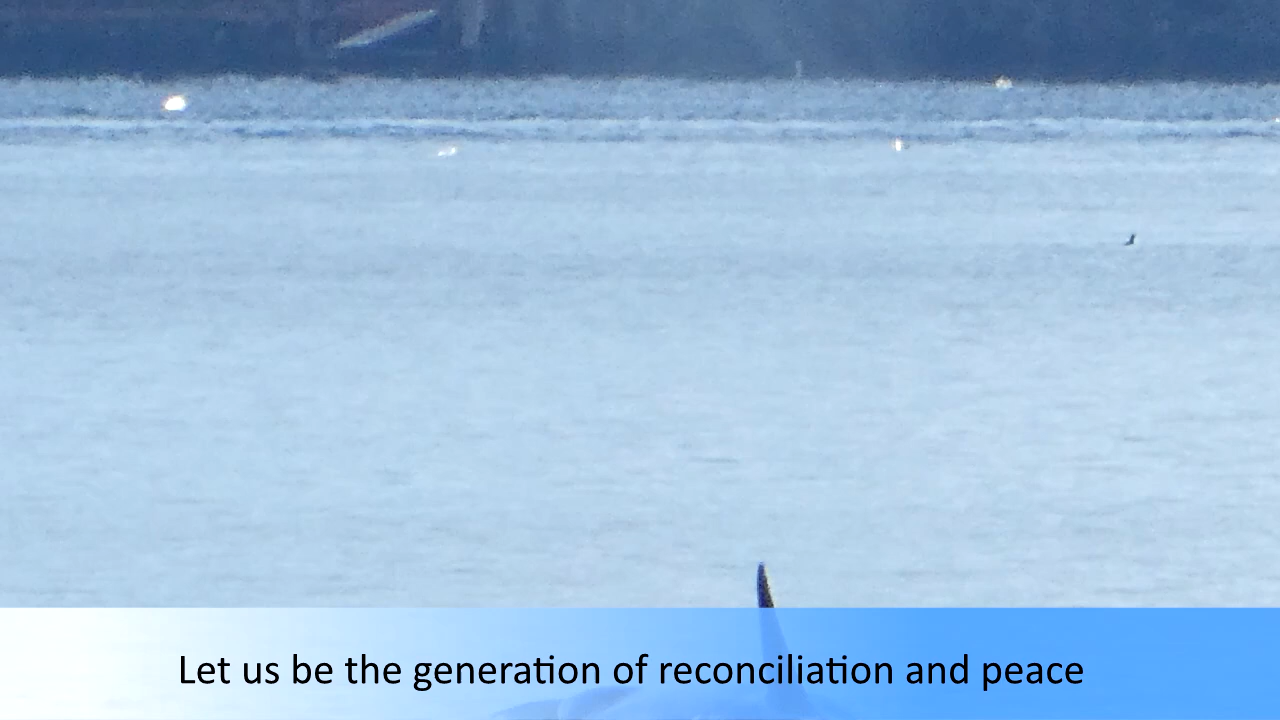 Let us be the generation of reconciliation and peace